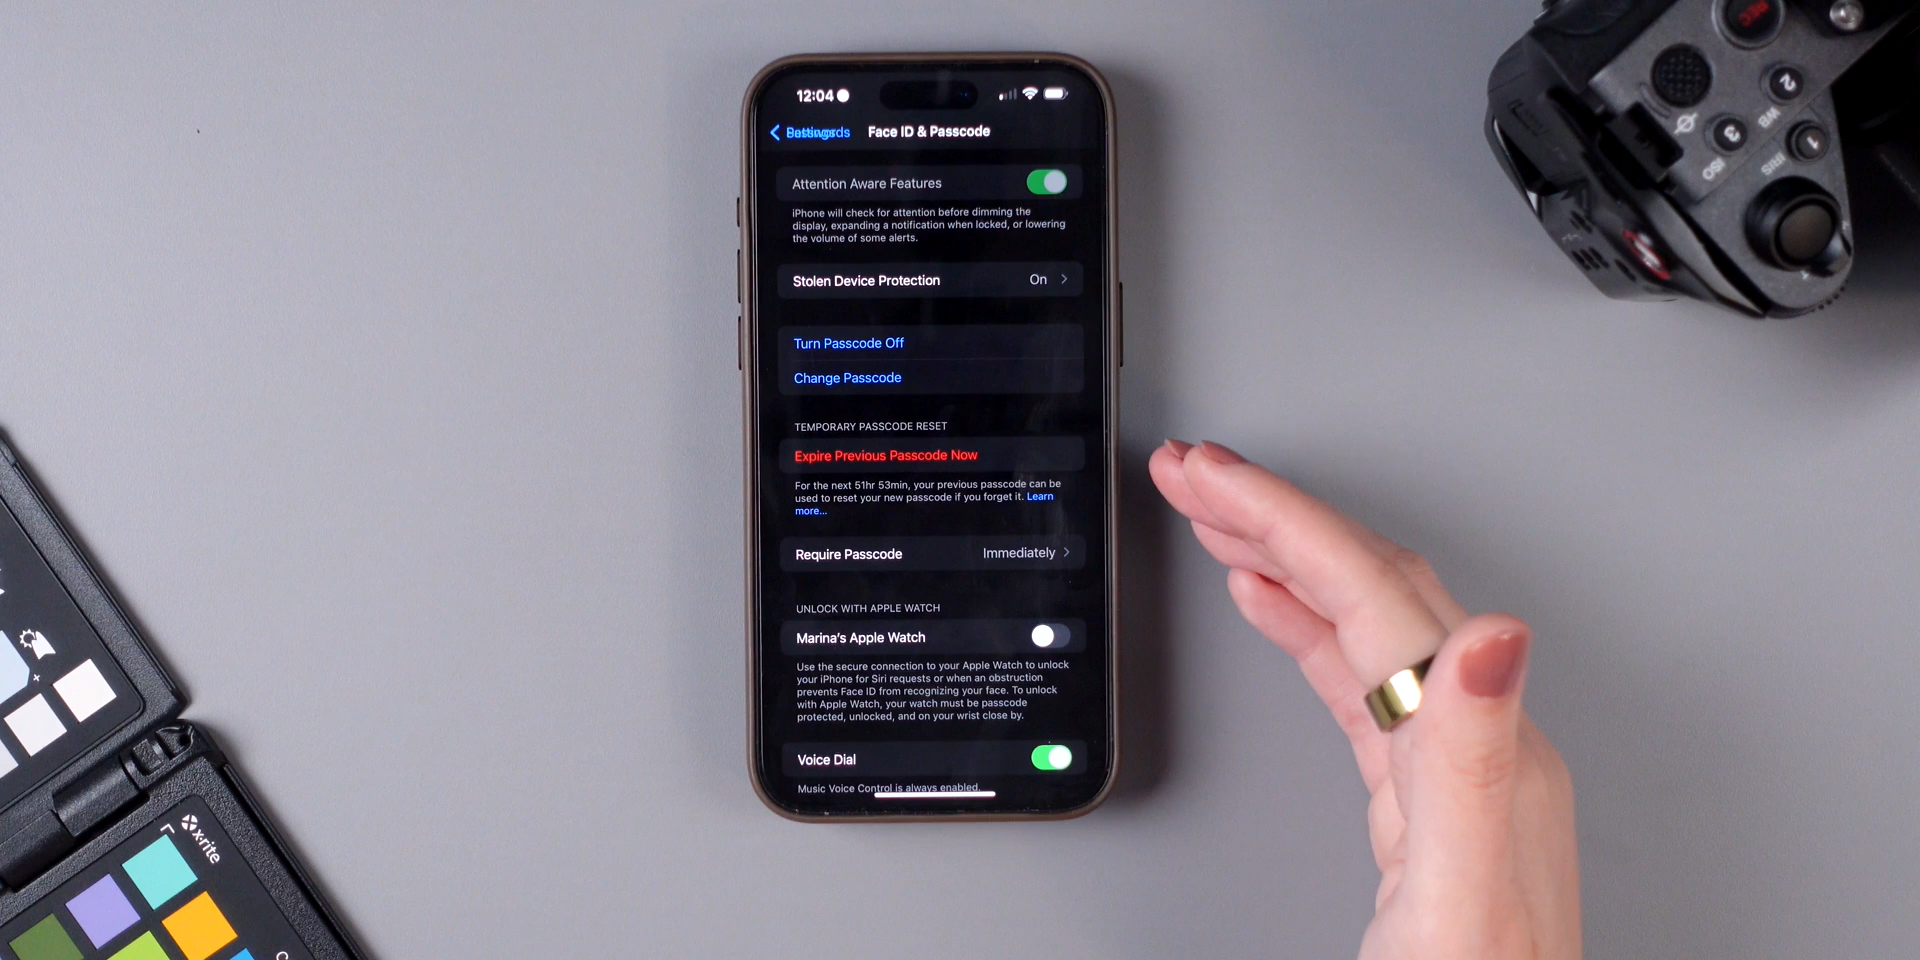 12:04
Face ID & Passcode
Attention Aware Features
iPhone will check for attention before dimming the
display, expanding a notification when locked, or lowering
the volume of some alerts.
Stolen Device Protection On
Turn Passcode Off
Change Passcode
TEMPORARY PASSCODE RESET
Expire Previous Passcode Now
For the next 51hr 53min, your previous passcode can be
used to reset your new passcode if you forget it. Learn
more...
Require Passcode Immediately
UNLOCK WITH APPLE WATCH
Marina's Apple Watch
Use the secure connection to your Apple Watch to unlock
your iPhone for Siri requests or when an obstruction
prevents Face ID from recognizing your face. To unlock
with Apple Watch, your watch must be passcode
protected, unlocked, and on your wrist close by.
Voice Dial
Music Voice Control is always enabled.
REC
2
WB
3
ISO
1
IRIS
x-rite